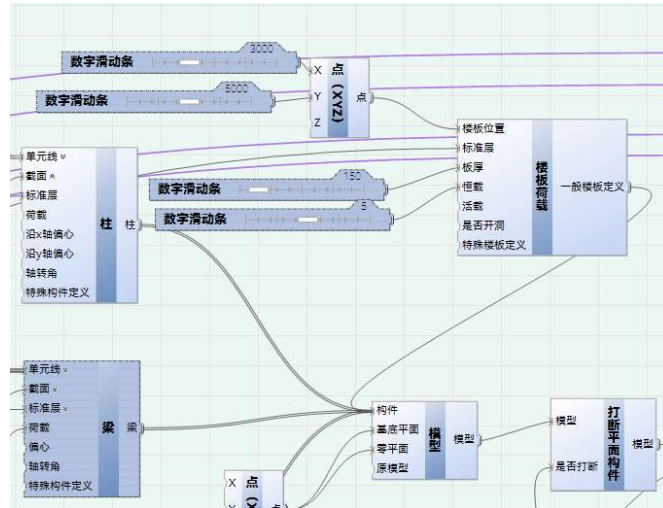 3000
数字滑动条
5000
数字滑动条
X
Y
Z
点（XYZ）
点
单元线
截面
标准层
荷载
沿x轴偏心
沿y轴偏心
轴转角
特殊构件定义
柱
柱
150
数字滑动条
5
数字滑动条
楼板位置
标准层
板厚
恒载
活载
是否开洞
特殊楼板定义
楼板荷载
一般楼板定义
单元线
截面
标准层
荷载
偏心
轴转角
特殊构件定义
梁
梁
构件
基底平面
零平面
原模型
模型
模型
模型
是否打断
打断平面构件
模型
X
Y
点（X
点